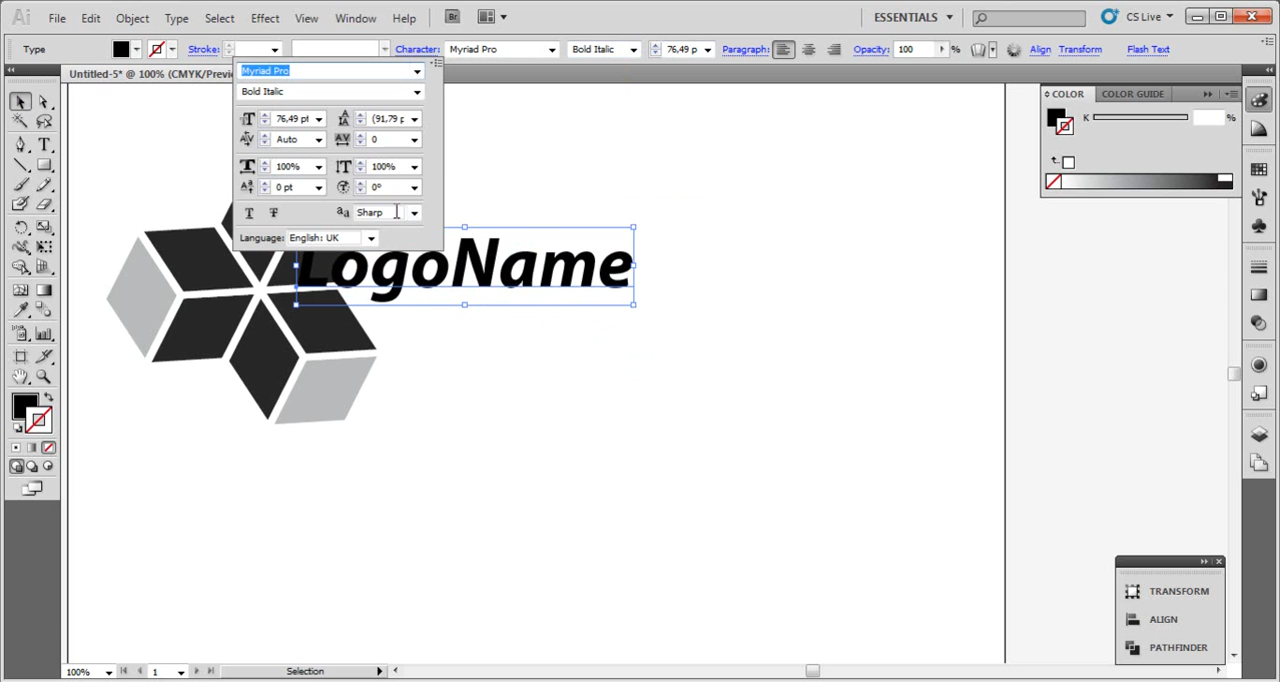 Ai File Edit Object Type Select Effect View Window Help Br ESSENTIALS CS Live
Type Stroke: Character: Myriad Pro Bold Italic 76,49 p Paragraph: Opacity: 100 % Align Transform Flash Text
Untitled-5* @ 100% (CMYK/Previ
Myriad Pro
Bold Italic
76,49 pt (91,79 p
Auto 0
100% 100%
0 pt 0°
Sharp
Language: English: UK
LogoName
COLOR COLOR GUIDE
K %
TRANSFORM
ALIGN
PATHFINDER
100% 1 Selection